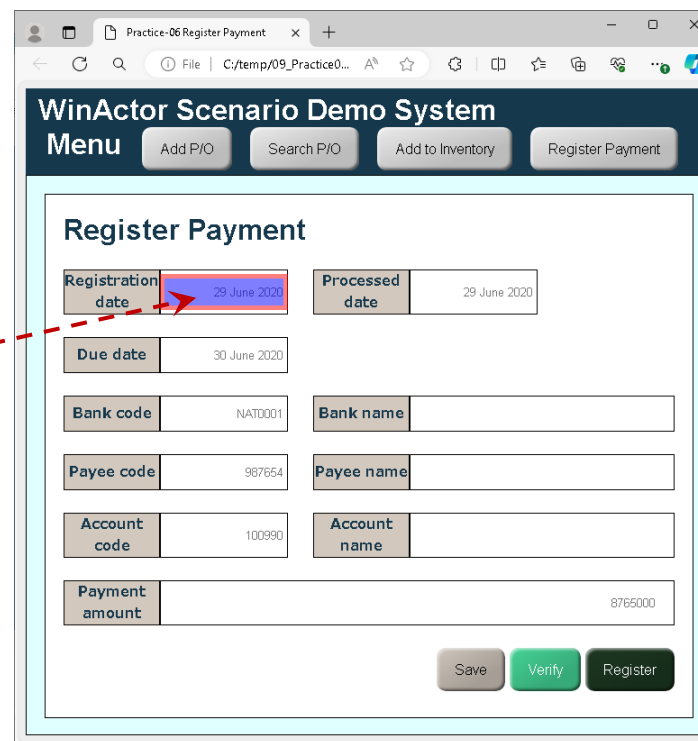 Practice-06 Register Payment
File C:/temp/09_Practice0...
WinActor Scenario Demo System
Menu Add P/O Search P/O Add to Inventory Register Payment
Register Payment
Registration date 29 June 2020 Processed date 29 June 2020
Due date 30 June 2020
Bank code NAT0001 Bank name
Payee code 987654 Payee name
Account code 100990 Account name
Payment amount 8765000
Save Verify Register